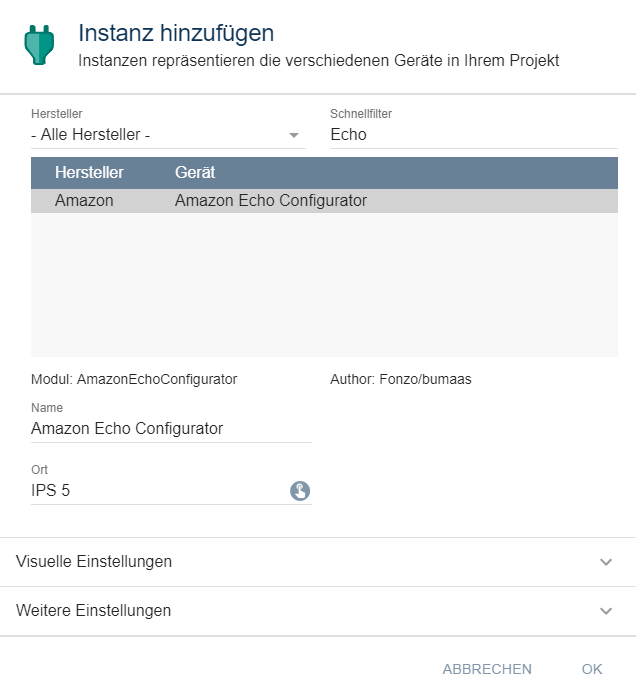 Instanz hinzufügen
Instanzen repräsentieren die verschiedenen Geräte in Ihrem Projekt
Hersteller
- Alle Hersteller -
Schnellfilter
Echo
Hersteller Gerät
Amazon Amazon Echo Configurator
Modul: AmazonEchoConfigurator Author: Fonzo/bumaas
Name
Amazon Echo Configurator
Ort
IPS 5
Visuelle Einstellungen
Weitere Einstellungen
ABBRECHEN OK